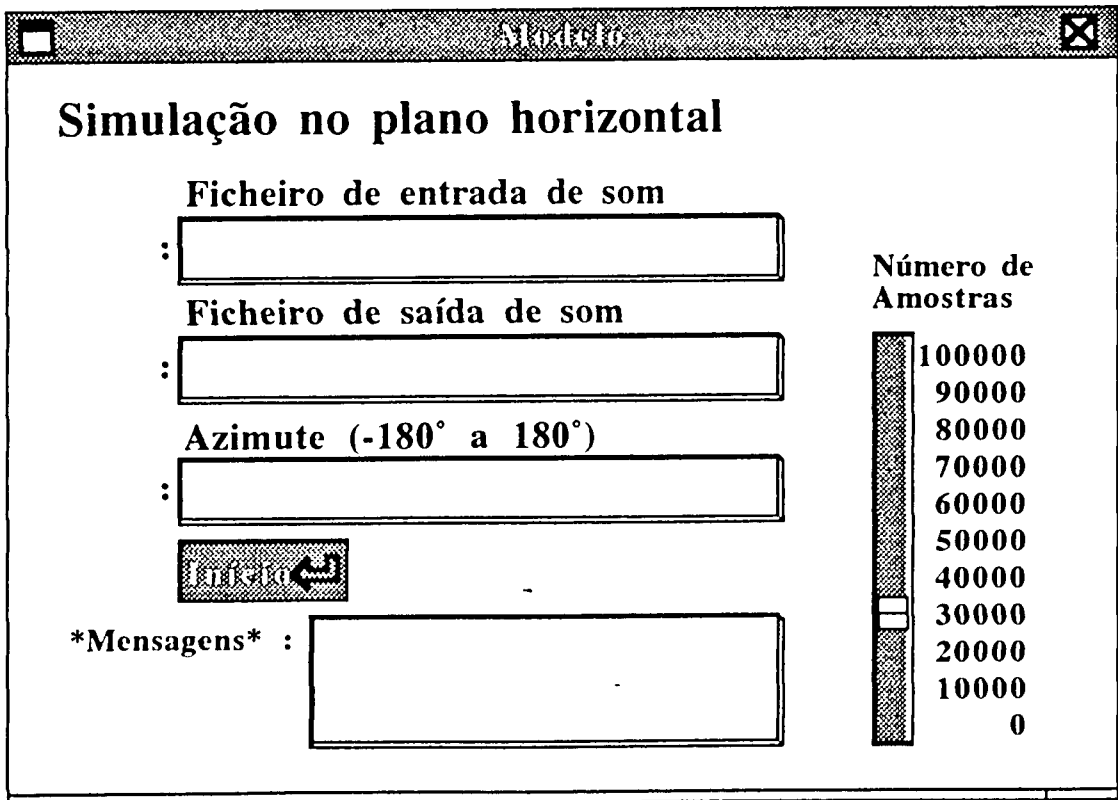 Modelo
Simulação no plano horizontal
Ficheiro de entrada de som
:
Ficheiro de saída de som
:
Azimute (-180° a 180°)
:
Início
*Mensagens* :
Número de
Amostras
100000
90000
80000
70000
60000
50000
40000
30000
20000
10000
0